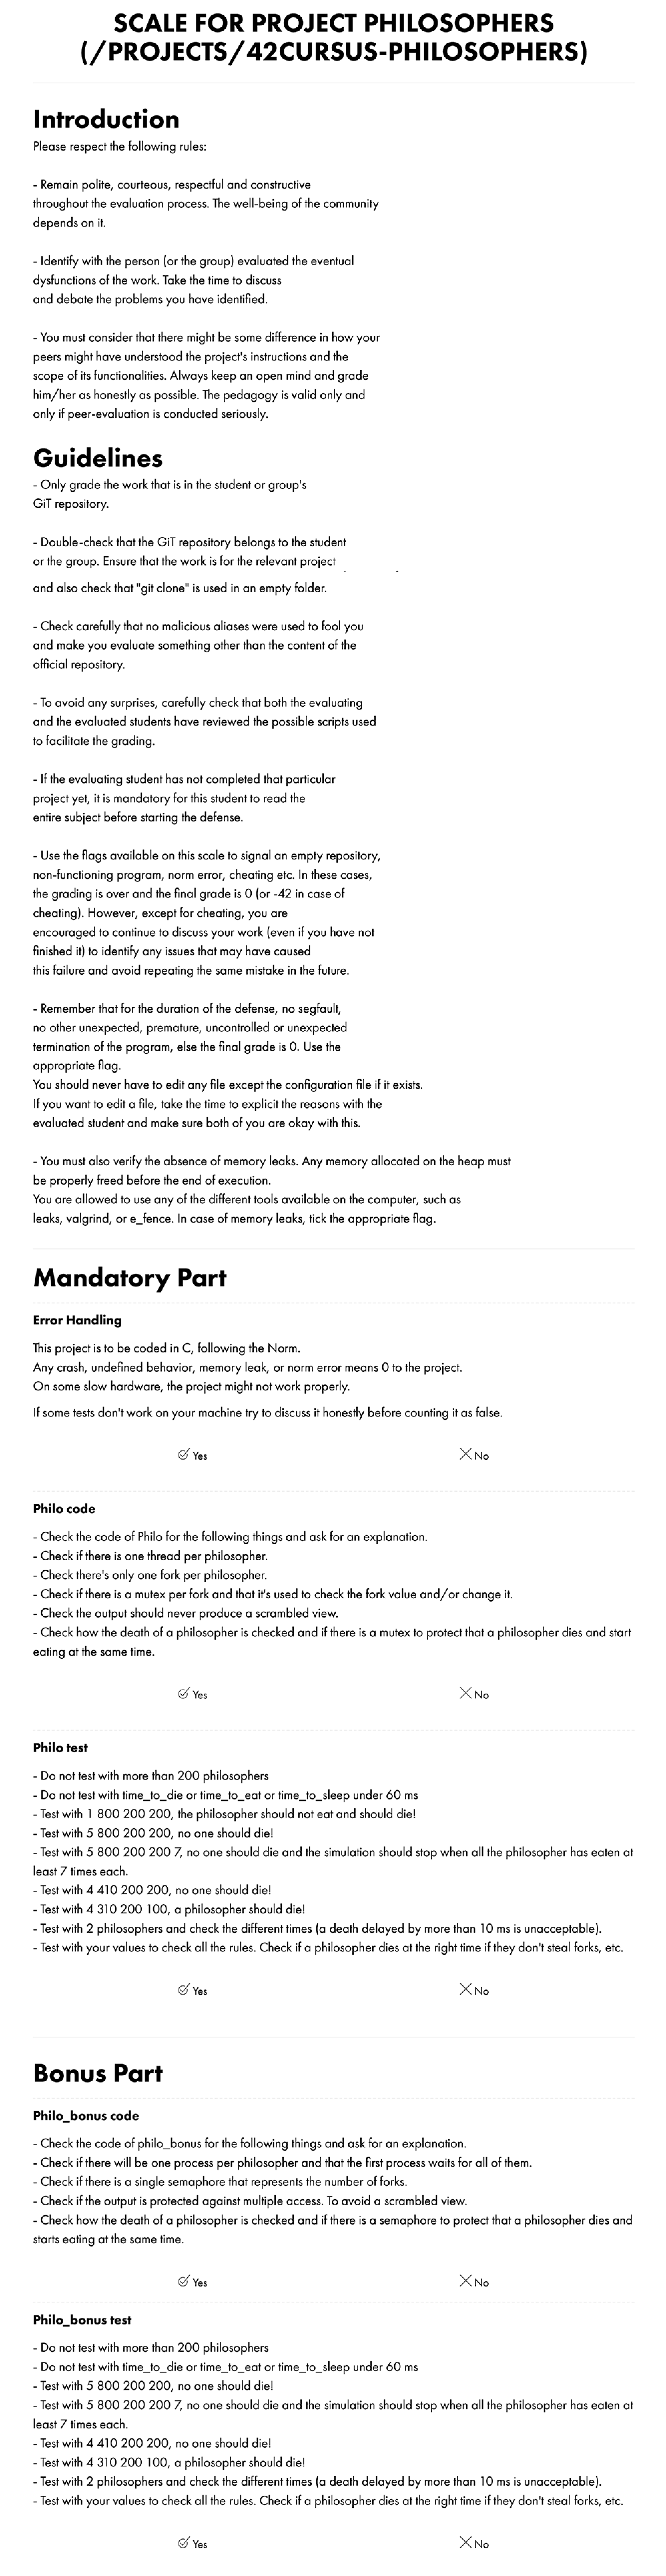 SCALE FOR PROJECT PHILOSOPHERS
(/PROJECTS/42CURSUS-PHILOSOPHERS)
Introduction
Please respect the following rules:
- Remain polite, courteous, respectful and constructive
throughout the evaluation process. The well-being of the community
depends on it.
- Identify with the person (or the group) evaluated the eventual
dysfunctions of the work. Take the time to discuss
and debate the problems you have identified.
- You must consider that there might be some difference in how your
peers might have understood the project's instructions and the
scope of its functionalities. Always keep an open mind and grade
him/her as honestly as possible. The pedagogy is valid only and
only if peer-evaluation is conducted seriously.
Guidelines
- Only grade the work that is in the student or group's
GiT repository.
- Double-check that the GiT repository belongs to the student
or the group. Ensure that the work is for the relevant project
and also check that "git clone" is used in an empty folder.
- Check carefully that no malicious aliases were used to fool you
and make you evaluate something other than the content of the
official repository.
- To avoid any surprises, carefully check that both the evaluating
and the evaluated students have reviewed the possible scripts used
to facilitate the grading.
- If the evaluating student has not completed that particular
project yet, it is mandatory for this student to read the
entire subject before starting the defense.
- Use the flags available on this scale to signal an empty repository,
non-functioning program, norm error, cheating etc. In these cases,
the grading is over and the final grade is 0 (or -42 in case of
cheating). However, except for cheating, you are
encouraged to continue to discuss your work (even if you have not
finished it) to identify any issues that may have caused
this failure and avoid repeating the same mistake in the future.
- Remember that for the duration of the defense, no segfault,
no other unexpected, premature, uncontrolled or unexpected
termination of the program, else the final grade is 0. Use the
appropriate flag.
You should never have to edit any file except the configuration file if it exists.
If you want to edit a file, take the time to explicit the reasons with the
evaluated student and make sure both of you are okay with this.
- You must also verify the absence of memory leaks. Any memory allocated on the heap must
be properly freed before the end of execution.
You are allowed to use any of the different tools available on the computer, such as
leaks, valgrind, or e_fence. In case of memory leaks, tick the appropriate flag.
Mandatory Part
Error Handling
This project is to be coded in C, following the Norm.
Any crash, undefined behavior, memory leak, or norm error means 0 to the project.
On some slow hardware, the project might not work properly.
If some tests don't work on your machine try to discuss it honestly before counting it as false.
Yes No
Philo code
- Check the code of Philo for the following things and ask for an explanation.
- Check if there is one thread per philosopher.
- Check there's only one fork per philosopher.
- Check if there is a mutex per fork and that it's used to check the fork value and/or change it.
- Check the output should never produce a scrambled view.
- Check how the death of a philosopher is checked and if there is a mutex to protect that a philosopher dies and start
eating at the same time.
Yes No
Philo test
- Do not test with more than 200 philosophers
- Do not test with time_to_die or time_to_eat or time_to_sleep under 60 ms
- Test with 1 800 200 200, the philosopher should not eat and should die!
- Test with 5 800 200 200, no one should die!
- Test with 5 800 200 200 7, no one should die and the simulation should stop when all the philosopher has eaten at
least 7 times each.
- Test with 4 410 200 200, no one should die!
- Test with 4 310 200 100, a philosopher should die!
- Test with 2 philosophers and check the different times (a death delayed by more than 10 ms is unacceptable).
- Test with your values to check all the rules. Check if a philosopher dies at the right time if they don't steal forks, etc.
Yes No
Bonus Part
Philo_bonus code
- Check the code of philo_bonus for the following things and ask for an explanation.
- Check if there will be one process per philosopher and that the first process waits for all of them.
- Check if there is a single semaphore that represents the number of forks.
- Check if the output is protected against multiple access. To avoid a scrambled view.
- Check how the death of a philosopher is checked and if there is a semaphore to protect that a philosopher dies and
starts eating at the same time.
Yes No
Philo_bonus test
- Do not test with more than 200 philosophers
- Do not test with time_to_die or time_to_eat or time_to_sleep under 60 ms
- Test with 5 800 200 200, no one should die!
- Test with 5 800 200 200 7, no one should die and the simulation should stop when all the philosopher has eaten at
least 7 times each.
- Test with 4 410 200 200, no one should die!
- Test with 4 310 200 100, a philosopher should die!
- Test with 2 philosophers and check the different times (a death delayed by more than 10 ms is unacceptable).
- Test with your values to check all the rules. Check if a philosopher dies at the right time if they don't steal forks, etc.
Yes No